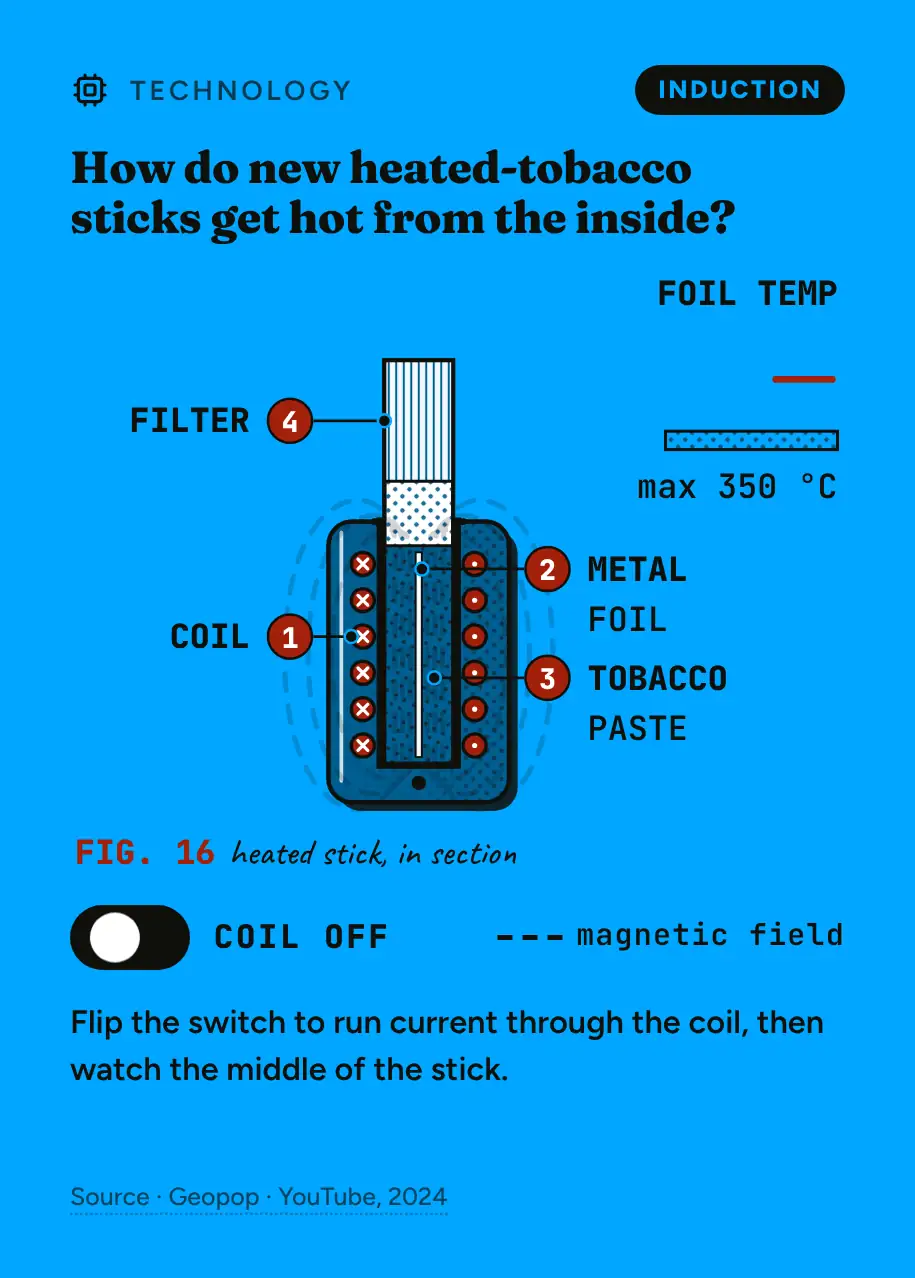 TECHNOLOGY
INDUCTION
How do new heated-tobacco
sticks get hot from the inside?
FOIL TEMP
max 350 °C
FILTER 4
2 METAL
FOIL
COIL 1
3 TOBACCO
PASTE
FIG. 16 heated stick, in section
COIL OFF
magnetic field
Flip the switch to run current through the coil, then
watch the middle of the stick.
Source · Geopop · YouTube, 2024